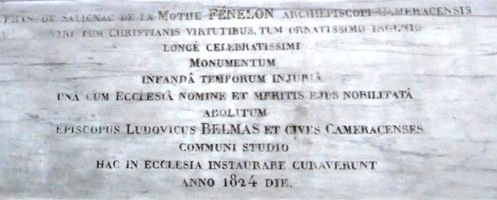 FRAN DE SALIGNAC DE LA MOTHE FÉNELON ARCHIEPISCOPI CAMERACENSIS
VIRI TUM CHRISTIANIS VIRTUTIBUS, TUM ORNATISSIMO INGENIO
LONGÈ CELEBRATISSIMI
MONUMENTUM
INFANDÂ TEMPORUM INJURIÂ
UNA CUM ECCLESIÂ NOMINE ET MERITIS EJUS NOBILITATÂ
ABOLITUM
EPISCOPUS LUDOVICUS BELMAS ET CIVES CAMERACENSES
COMMUNI STUDIO
HAC IN ECCLESIA INSTAURARE CURAVERUNT
ANNO 1824 DIE.